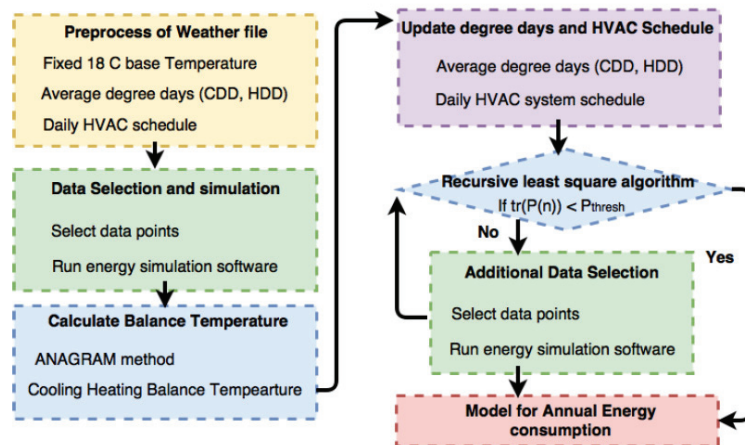 Preprocess of Weather file
Fixed 18 C base Temperature
Average degree days (CDD, HDD)
Daily HVAC schedule
Data Selection and simulation
Select data points
Run energy simulation software
Calculate Balance Temperature
ANAGRAM method
Cooling Heating Balance Tempearture
Update degree days and HVAC Schedule
Average degree days (CDD, HDD)
Daily HVAC system schedule
Recursive least square algorithm
If tr(P(n)) < Pthresh
No
Yes
Additional Data Selection
Select data points
Run energy simulation software
Model for Annual Energy
consumption